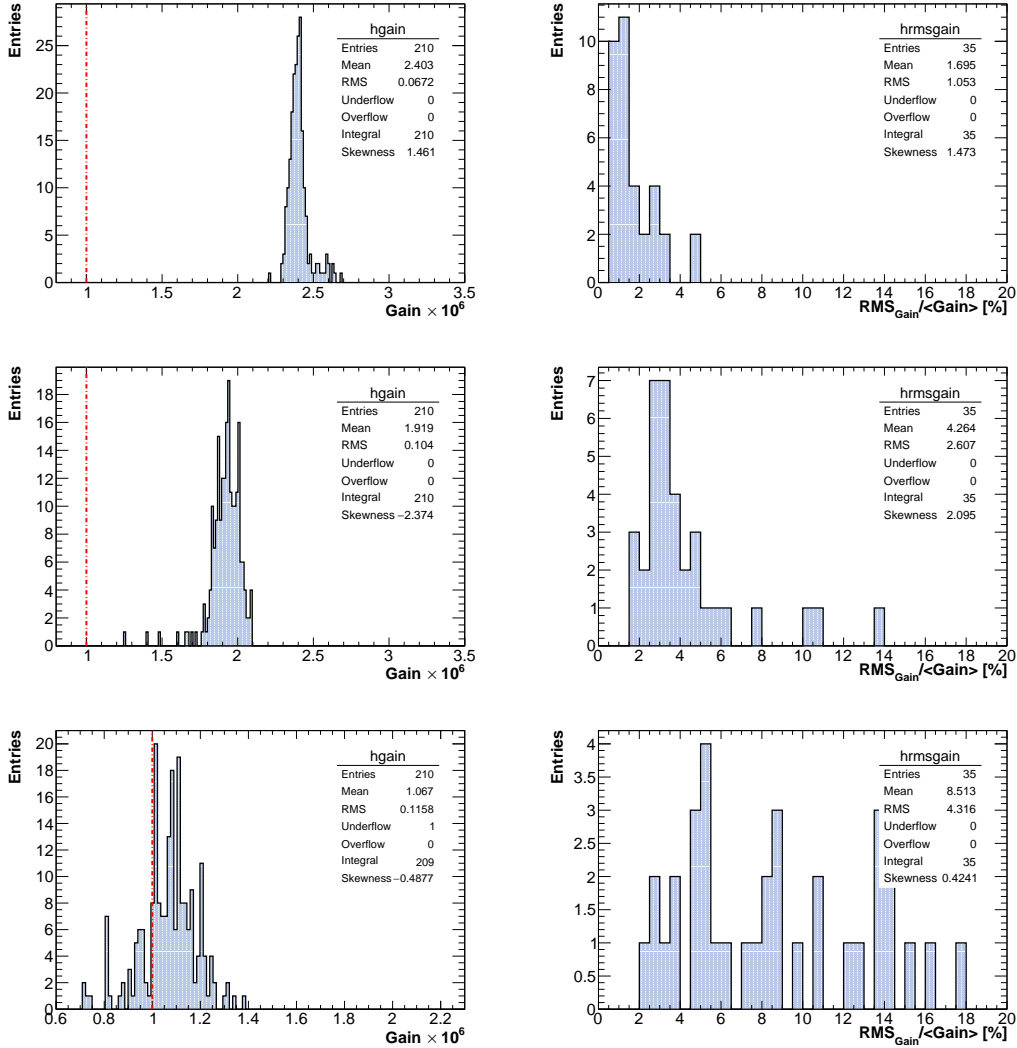 Entries
hgain
Entries 210
Mean 2.403
RMS 0.0672
Underflow 0
Overflow 0
Integral 210
Skewness 1.461
25
20
15
10
5
0
1 2 2.5 3 3.5
Gain × 10⁶
Entries
hrmsgain
Entries 35
Mean 1.695
RMS 1.053
Underflow 0
Overflow 0
Integral 35
Skewness 1.473
10
8
6
4
2
0
0 2 4 6 8 10 12 14 16 18 20
RMS_Gain/<Gain> [%]
Entries
hgain
Entries 210
Mean 1.919
RMS 0.104
Underflow 0
Overflow 0
Integral 210
Skewness −2.374
18
16
14
12
10
8
6
4
2
0
1 2 2.5 3 3.5
Gain × 10⁶
Entries
hrmsgain
Entries 35
Mean 4.264
RMS 2.607
Underflow 0
Overflow 0
Integral 35
Skewness 2.095
7
6
5
4
3
2
1
0
0 2 4 6 8 10 12 14 16 18 20
RMS_Gain/<Gain> [%]
Entries
hgain
Entries 210
Mean 1.067
RMS 0.1158
Underflow 1
Overflow 0
Integral 209
Skewness −0.4877
20
18
16
14
12
10
8
6
4
2
0
0.6 0.8 1 1.2 1.4 1.6 1.8 2 2.2
Gain × 10⁶
Entries
hrmsgain
Entries 35
Mean 8.513
RMS 4.316
Underflow 0
Overflow 0
Integral 35
Skewness 0.4241
4
3.5
3
2.5
2
1.5
1
0.5
0
0 2 4 6 8 10 12 14 16 18 20
RMS_Gain/<Gain> [%]